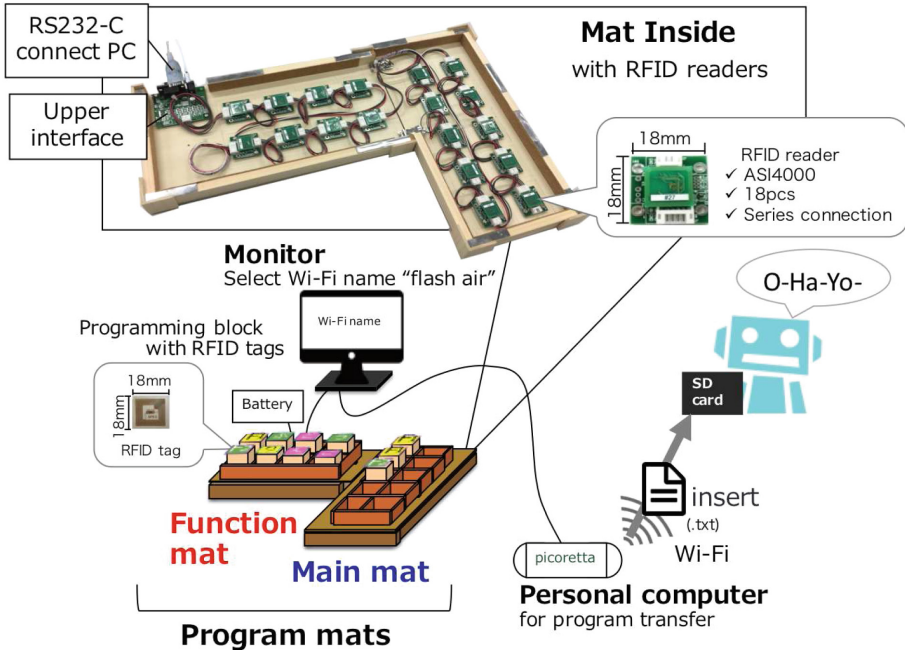 RS232-C
connect PC
Upper
interface
Mat Inside
with RFID readers
18mm
18mm
#27
RFID reader
✓ ASI4000
✓ 18pcs
✓ Series connection
Monitor
Select Wi-Fi name “flash air”
Wi-Fi name
Programming block
with RFID tags
18mm
18mm
RFID tag
Battery
O-Ha-Yo-
SD
card
insert
(.txt)
Wi-Fi
Function
mat
Main mat
picoretta
Personal computer
for program transfer
Program mats